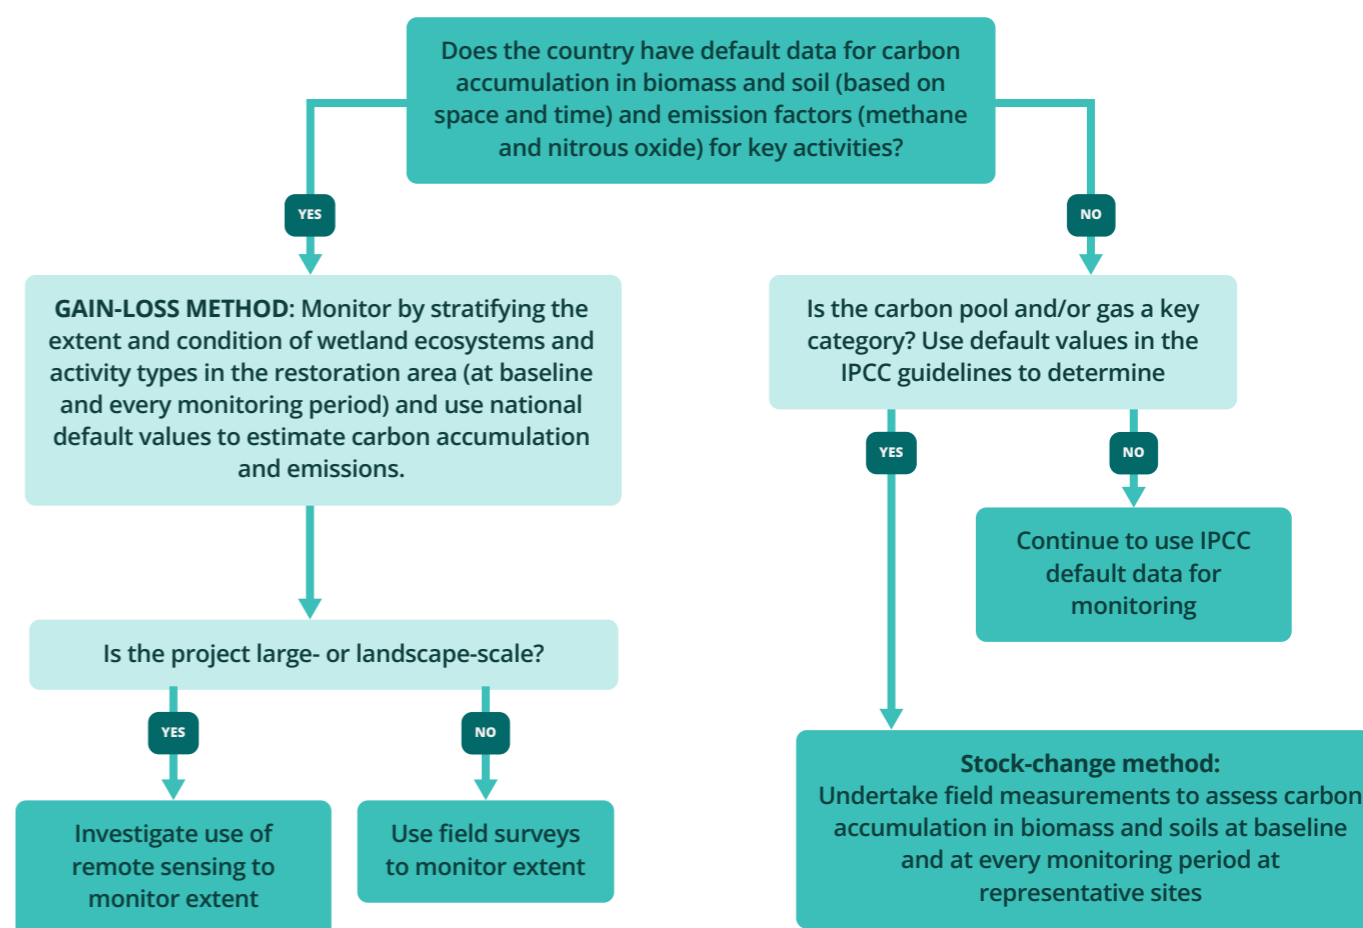 Does the country have default data for carbon
accumulation in biomass and soil (based on
space and time) and emission factors (methane
and nitrous oxide) for key activities?
YES
NO
GAIN-LOSS METHOD: Monitor by stratifying the
extent and condition of wetland ecosystems and
activity types in the restoration area (at baseline
and every monitoring period) and use national
default values to estimate carbon accumulation
and emissions.
Is the carbon pool and/or gas a key
category? Use default values in the
IPCC guidelines to determine
YES
NO
Continue to use IPCC
default data for
monitoring
Is the project large- or landscape-scale?
YES
NO
Investigate use of
remote sensing to
monitor extent
Use field surveys
to monitor extent
Stock-change method:
Undertake field measurements to assess carbon
accumulation in biomass and soils at baseline
and at every monitoring period at
representative sites